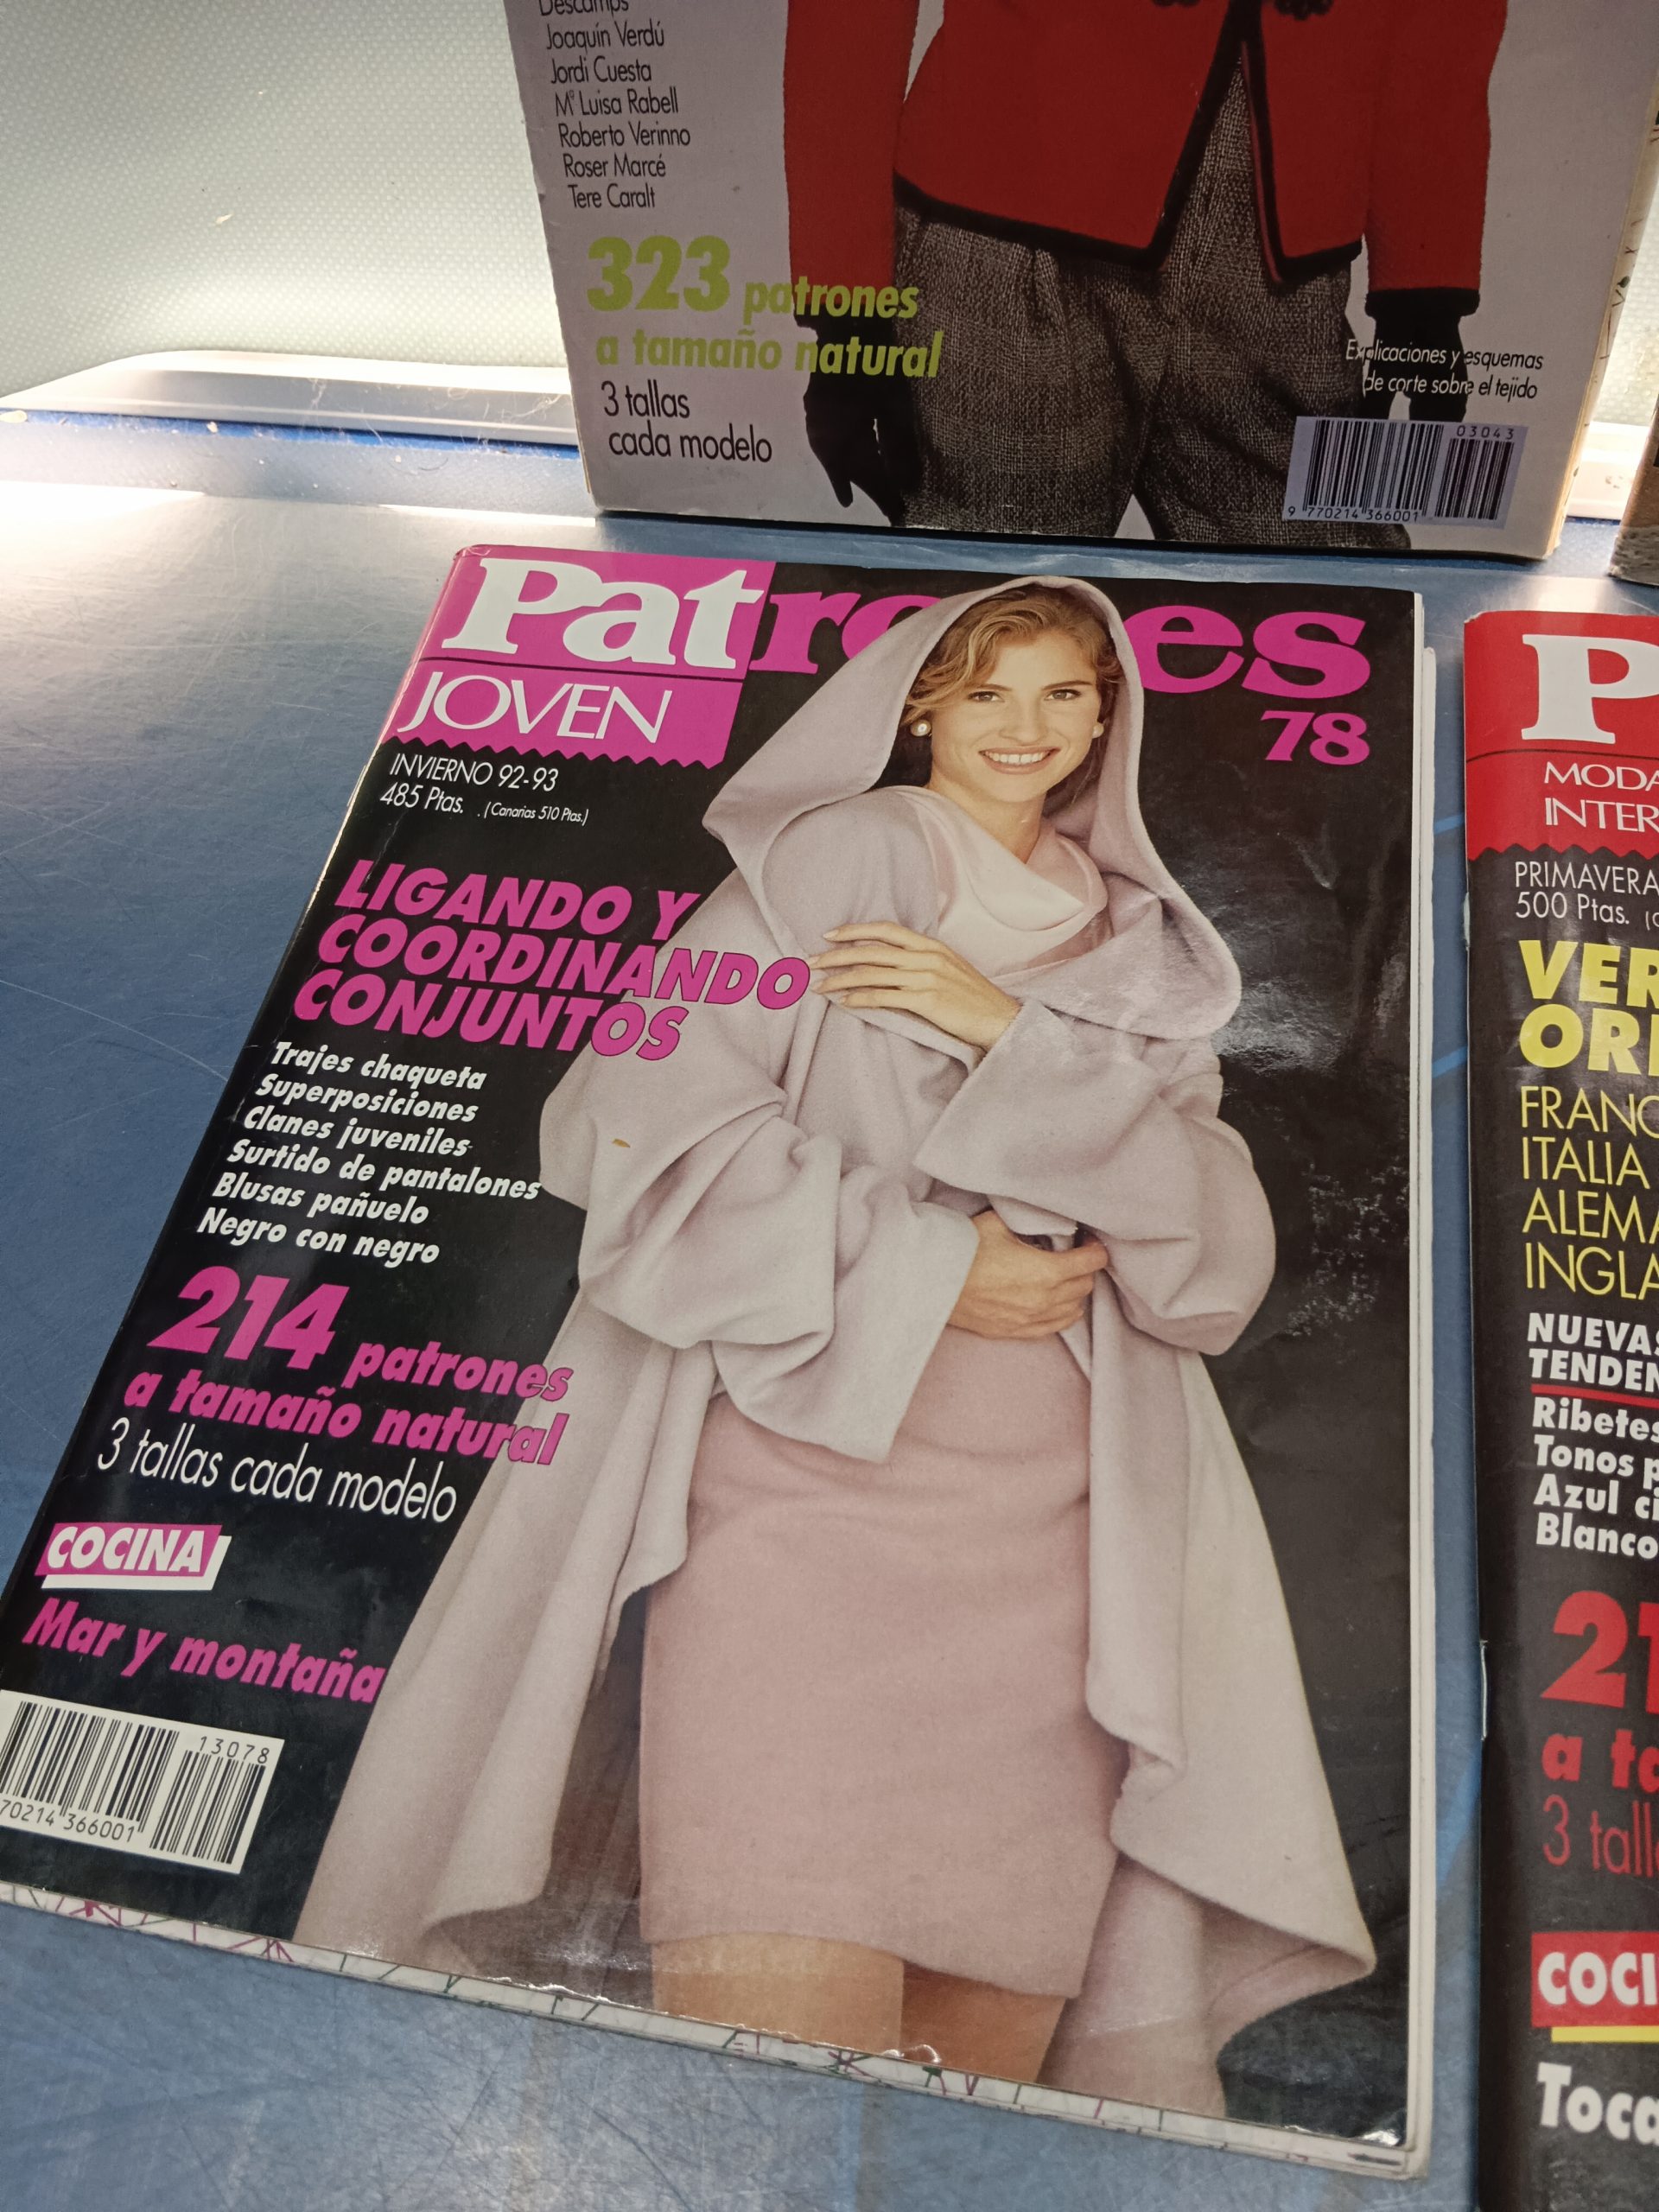 Descamps
Joaquín Verdú
Jordi Cuesta
Mª Luisa Rabell
Roberto Verinno
Roser Marcé
Tere Caralt
323 patrones
a tamaño natural
3 tallas
cada modelo
Explicaciones y esquemas
de corte sobre el tejido
03043
9 770214 366001
Patrones
JOVEN
78
INVIERNO 92-93
485 Ptas. . (Canarias 510 Ptas.)
LIGANDO Y
COORDINANDO
CONJUNTOS
Trajes chaqueta
Superposiciones
Clanes juveniles
Surtido de pantalones
Blusas pañuelo
Negro con negro
214 patrones
a tamaño natural
3 tallas cada modelo
COCINA
Mar y montaña
13078
70214 366001
P
MODA
INTER
PRIMAVERA
500 Ptas.
VER
ORI
FRANC
ITALIA
ALEMA
INGLA
NUEVAS
TENDEN
Ribetes
Tonos p
Azul ci
Blanco
21
a ta
3 talla
COCI
Toca